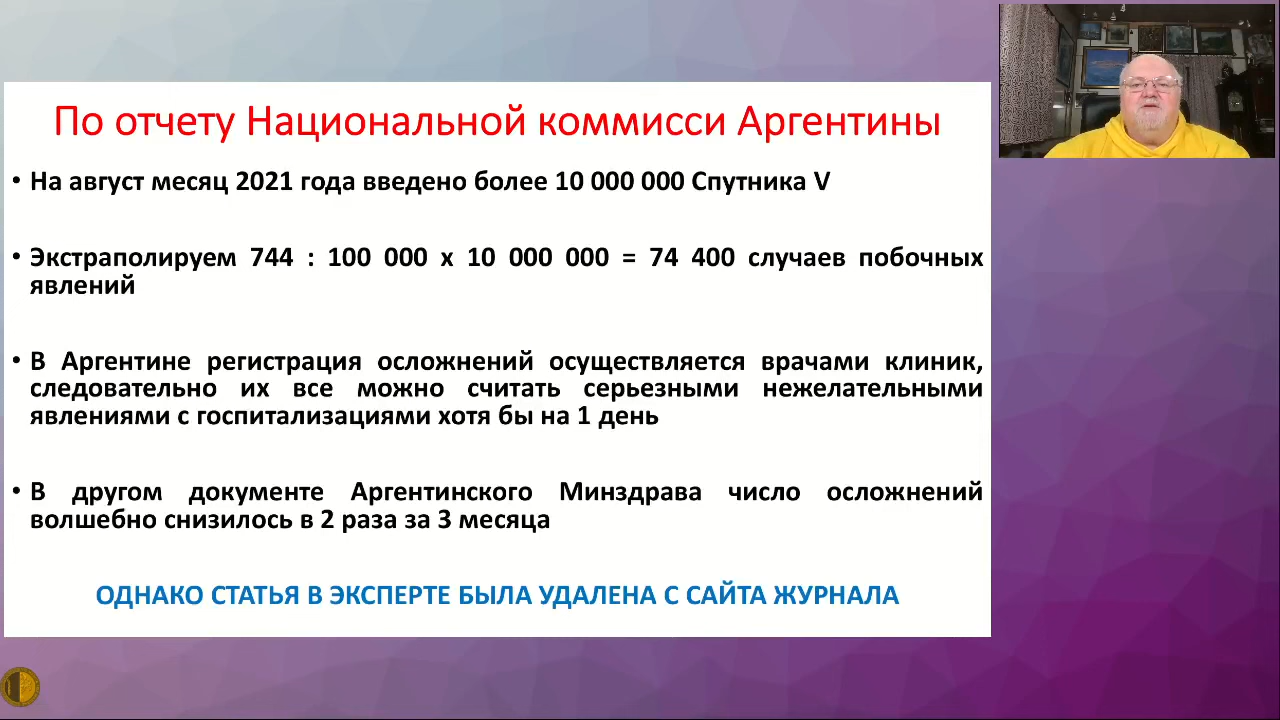 По отчету Национальной коммисси Аргентины
• На август месяц 2021 года введено более 10 000 000 Спутника V
• Экстраполируем 744 : 100 000 х 10 000 000 = 74 400 случаев побочных
явлений
• В Аргентине регистрация осложнений осуществляется врачами клиник,
следовательно их все можно считать серьезными нежелательными
явлениями с госпитализациями хотя бы на 1 день
• В другом документе Аргентинского Минздрава число осложнений
волшебно снизилось в 2 раза за 3 месяца
ОДНАКО СТАТЬЯ В ЭКСПЕРТЕ БЫЛА УДАЛЕНА С САЙТА ЖУРНАЛА